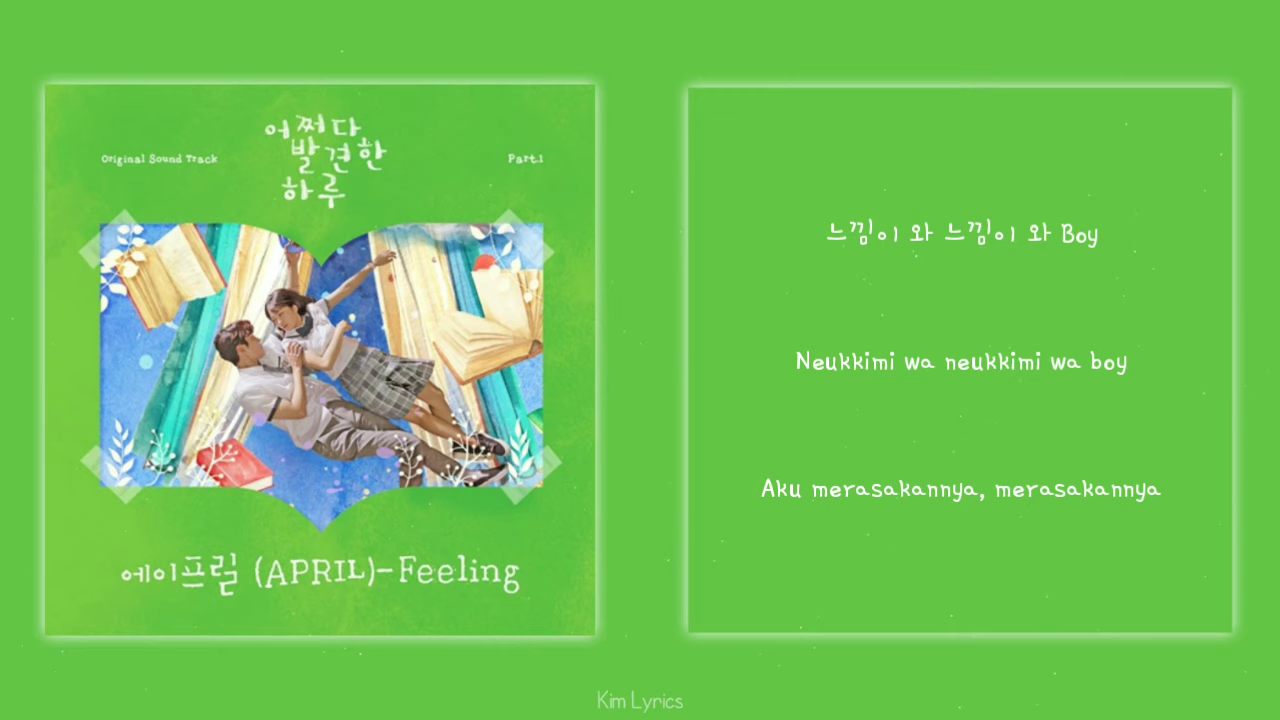 어쩌다
발견한
하루
Original Sound Track
Part.1
에이프릴 (APRIL)-Feeling
느낌이 와 느낌이 와 Boy
Neukkimi wa neukkimi wa boy
Aku merasakannya, merasakannya
Kim Lyrics